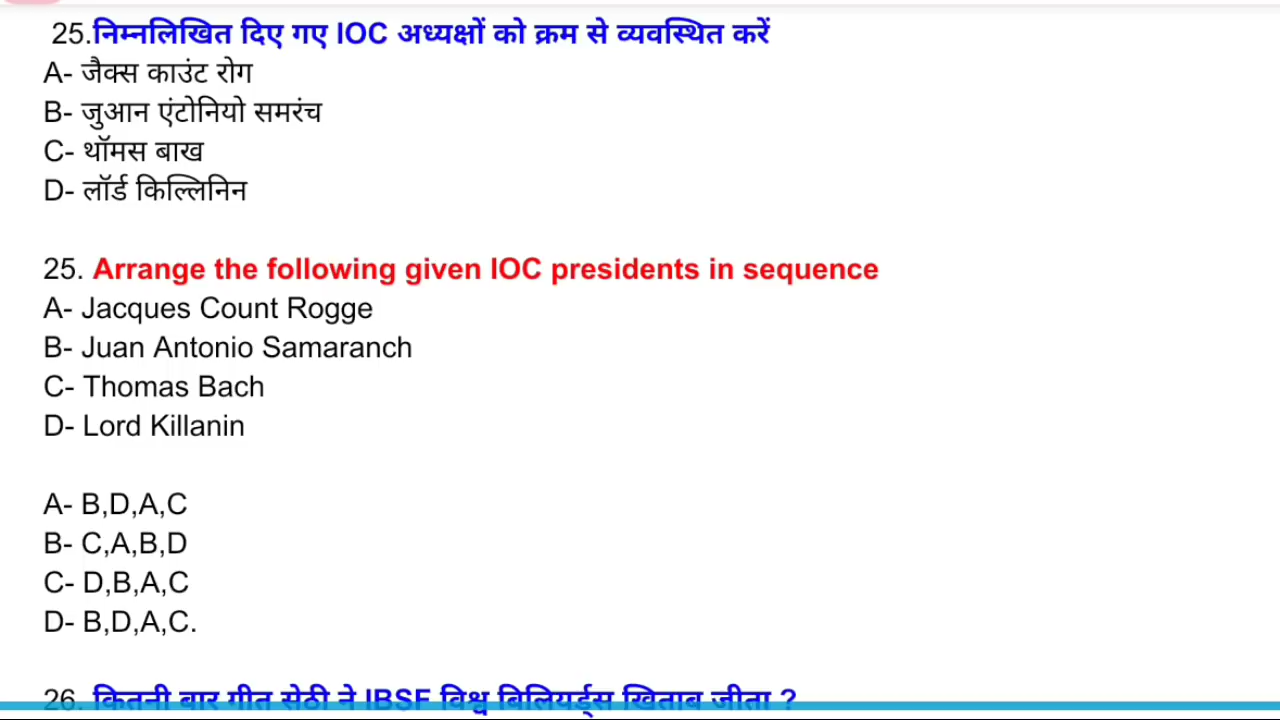 25.निम्नलिखित दिए गए IOC अध्यक्षों को क्रम से व्यवस्थित करें
A- जैक्स काउंट रोग
B- जुआन एंटोनियो समरंच
C- थॉमस बाख
D- लॉर्ड किल्लिनिन
25. Arrange the following given IOC presidents in sequence
A- Jacques Count Rogge
B- Juan Antonio Samaranch
C- Thomas Bach
D- Lord Killanin
A- B,D,A,C
B- C,A,B,D
C- D,B,A,C
D- B,D,A,C.
26. कितनी बार गीत सेठी ने IBSF विश्व बिलियर्ड्स खिताब जीता ?